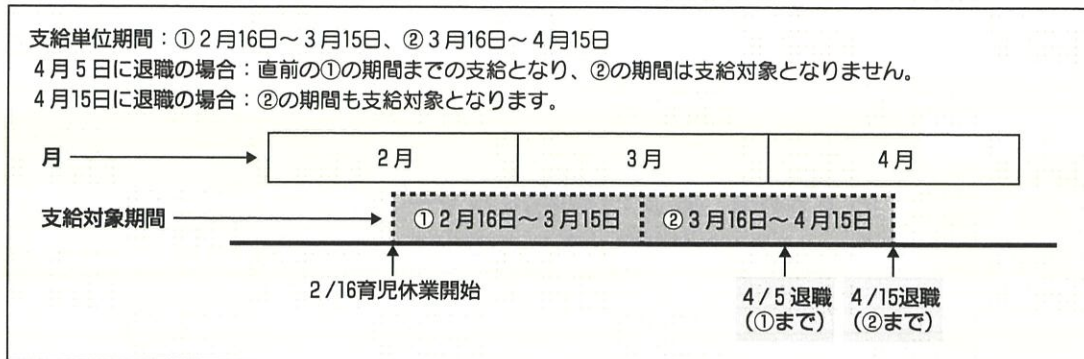 支給単位期間：①2月16日～3月15日、②3月16日～4月15日
4月5日に退職の場合：直前の①の期間までの支給となり、②の期間は支給対象となりません。
4月15日に退職の場合：②の期間も支給対象となります。
月
2月 3月 4月
支給対象期間
①2月16日～3月15日 ②3月16日～4月15日
2/16育児休業開始
4/5退職 4/15退職
（①まで） （②まで）